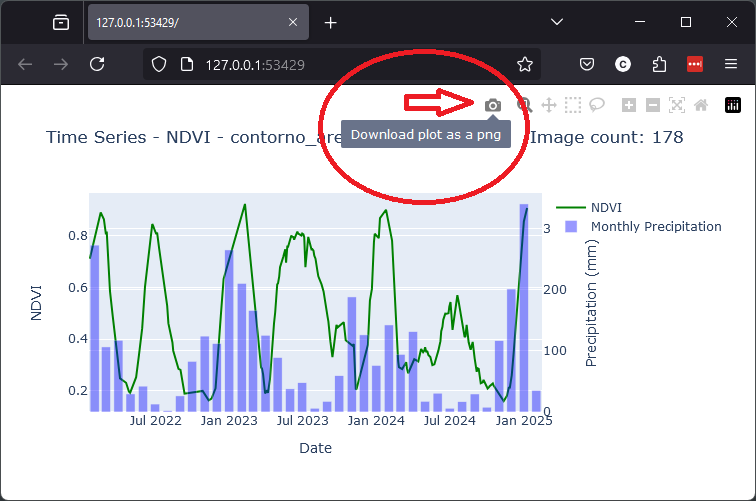 127.0.0.1:53429/
127.0.0.1:53429
C
Download plot as a png
Time Series - NDVI - contorno_are
Image count: 178
NDVI
Monthly Precipitation
0.8
0.6
0.4
0.2
NDVI
3
200
100
0
Precipitation (mm)
Jul 2022
Jan 2023
Jul 2023
Jan 2024
Jul 2024
Jan 2025
Date